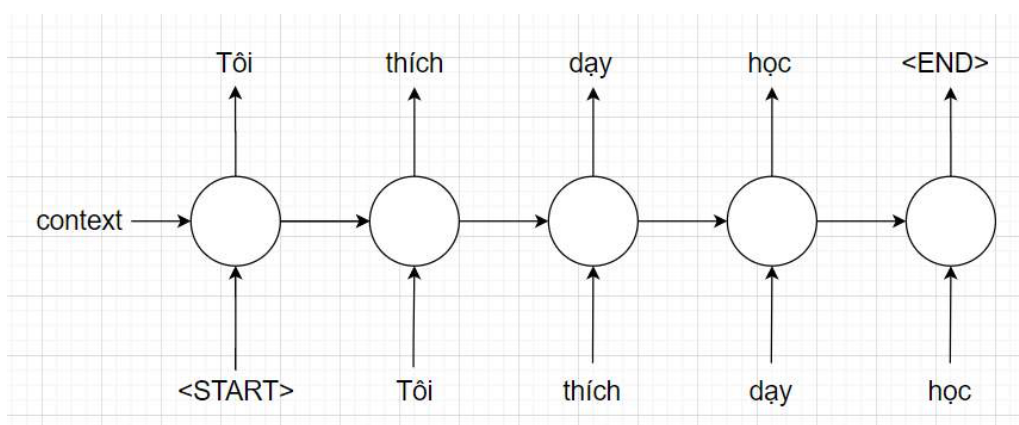 Tôi thích dạy học <END>
context
<START> Tôi thích dạy học